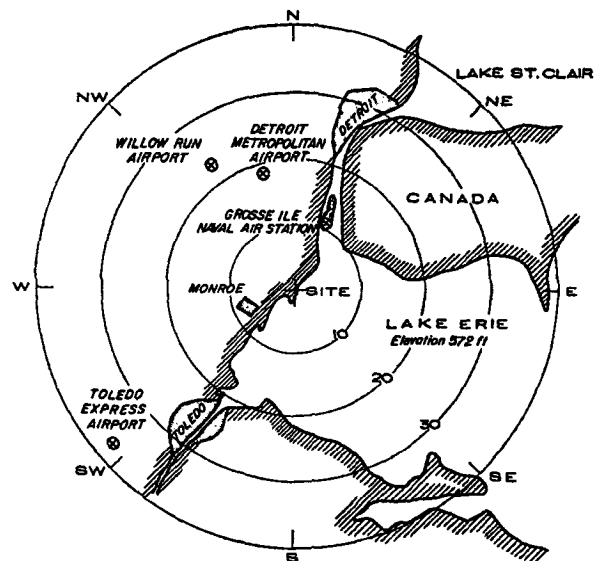 N
LAKE ST. CLAIR
NW
NE
DETROIT
WILLOW RUN
AIRPORT
DETROIT
METROPOLITAN
AIRPORT
CANADA
GROSSE ILE
NAVAL AIR STATION
W
MONROE
SITE
E
10
LAKE ERIE
Elevation 572 ft
20
TOLEDO
EXPRESS
AIRPORT
TOLEDO
30
SW
SE
S